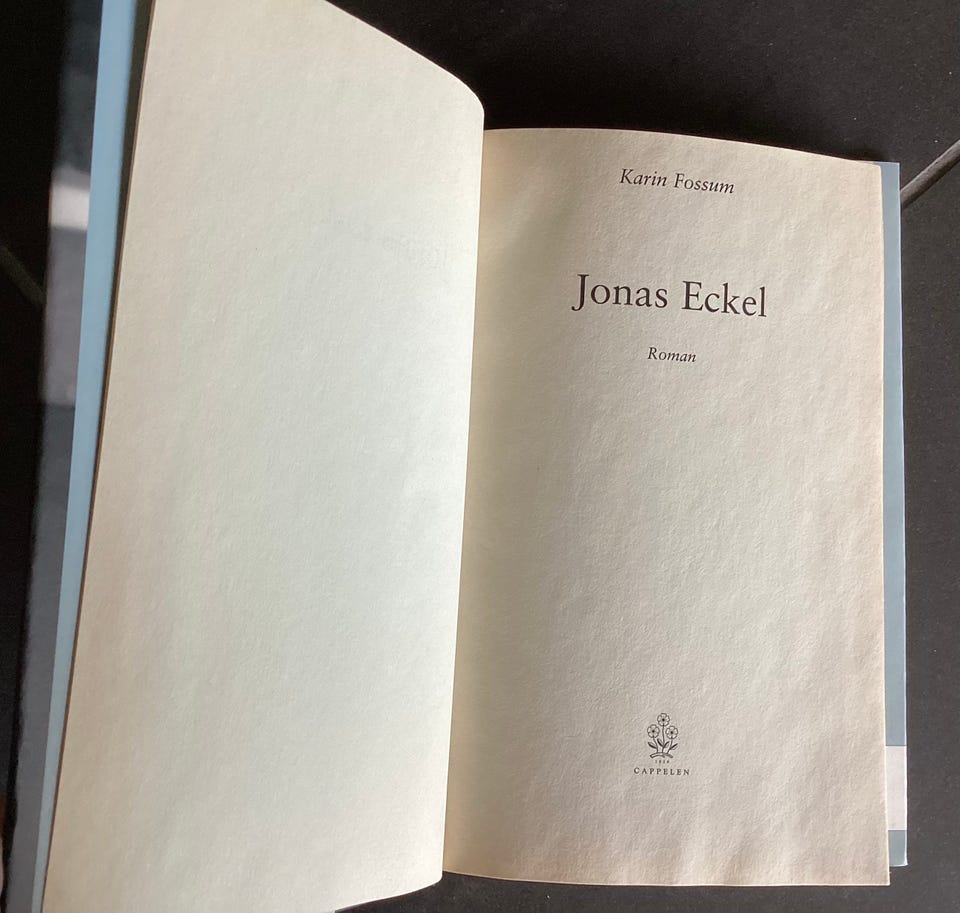 Karin Fossum
Jonas Eckel
Roman
CAPPELEN